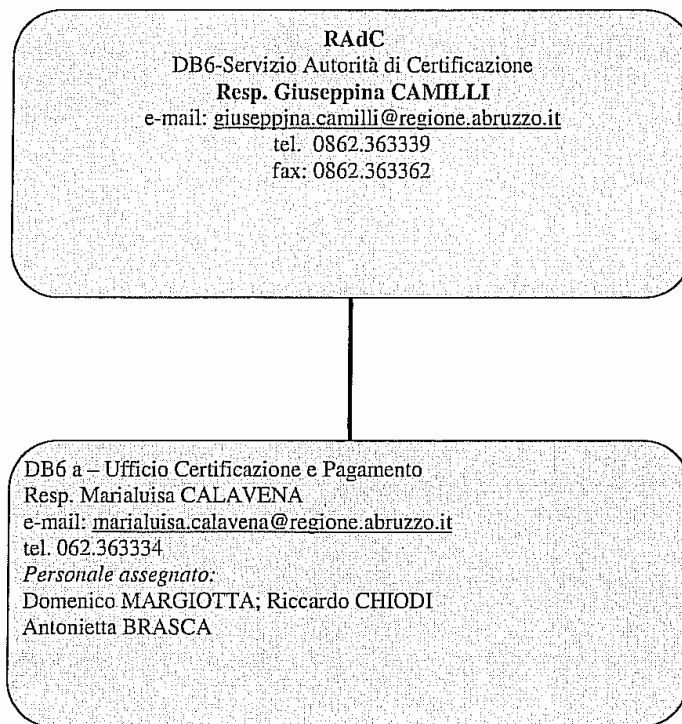 RAdC
DB6-Servizio Autorità di Certificazione
Resp. Giuseppina CAMILLI
e-mail: giuseppjna.camilli@regione.abruzzo.it
tel. 0862.363339
fax: 0862.363362
DB6 a – Ufficio Certificazione e Pagamento
Resp. Marialuisa CALAVENA
e-mail: marialuisa.calavena@regione.abruzzo.it
tel. 062.363334
Personale assegnato:
Domenico MARGIOTTA; Riccardo CHIODI
Antonietta BRASCA